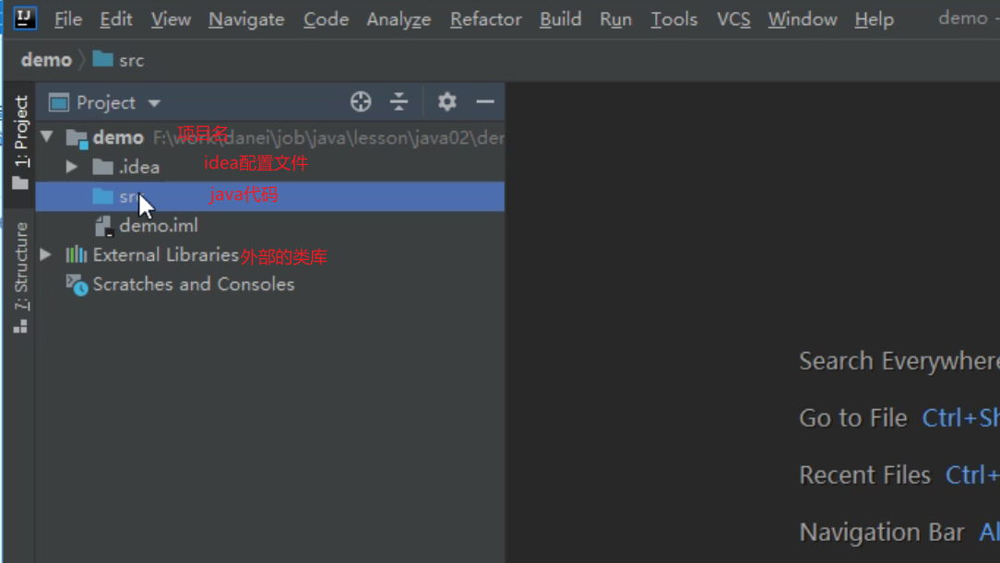 IJ File Edit View Navigate Code Analyze Refactor Build Run Tools VCS Window Help demo -
demo src
Project
demo F:\work\danei\job\java\lesson\java02\der
项目名
.idea idea配置文件
src java代码
demo.iml
External Libraries 外部的类库
Scratches and Consoles
1: Project
7: Structure
Search Everywhere
Go to File Ctrl+Sh
Recent Files Ctrl+
Navigation Bar Al